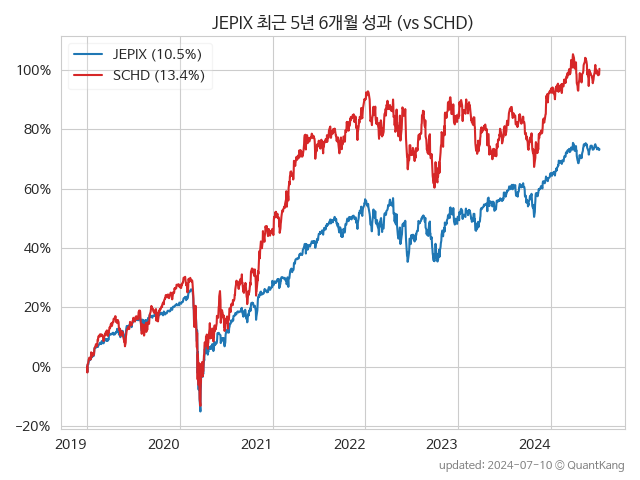 JEPIX 최근 5년 6개월 성과 (vs SCHD)
JEPIX (10.5%)
SCHD (13.4%)
100%
80%
60%
40%
20%
0%
−20%
2019 2020 2021 2022 2023 2024
updated: 2024-07-10 © QuantKang